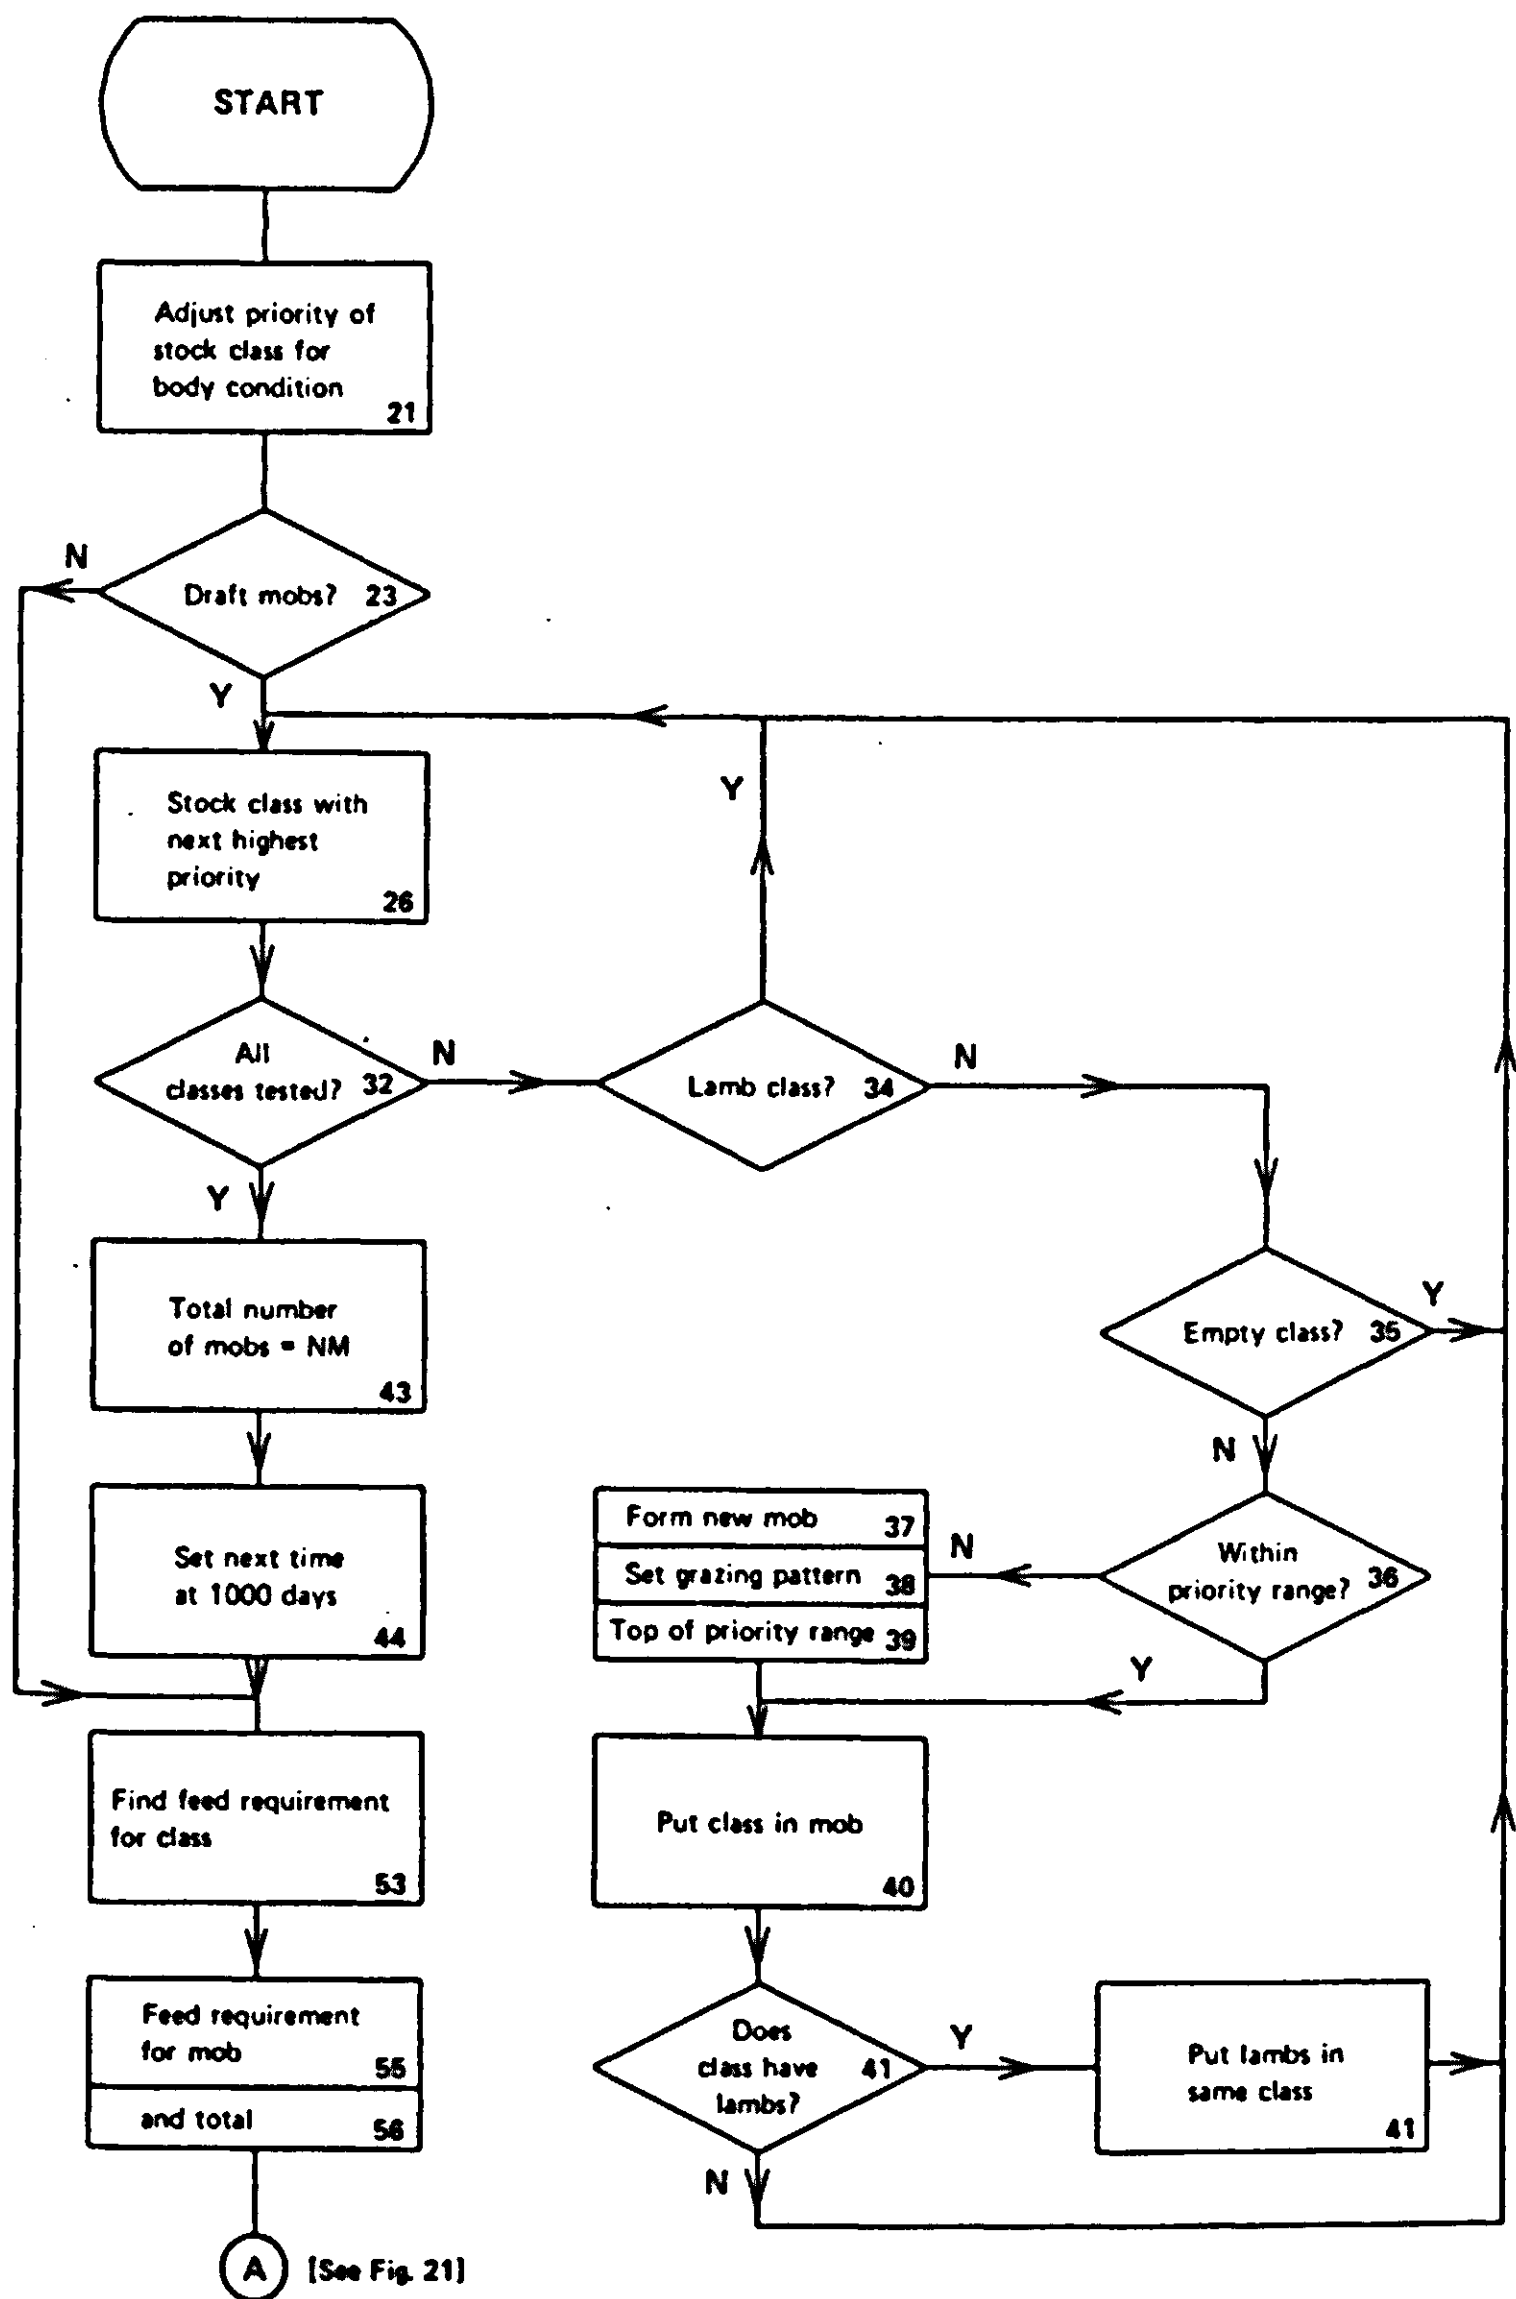 START
Adjust priority of
stock class for
body condition
21
N
Draft mobs? 23
Y
Stock class with
next highest
priority
26
Y
All
classes tested? 32
N
Lamb class? 34
N
Y
Total number
of mobs = NM
43
Empty class? 35
Y
N
Set next time
at 1000 days
44
Form new mob 37
Set grazing pattern 38
Top of priority range 39
N
Within
priority range? 36
Y
Find feed requirement
for class
53
Put class in mob
40
Feed requirement
for mob
55
and total 56
Does
class have 41
lambs?
Y
Put lambs in
same class
41
N
A [See Fig. 21]